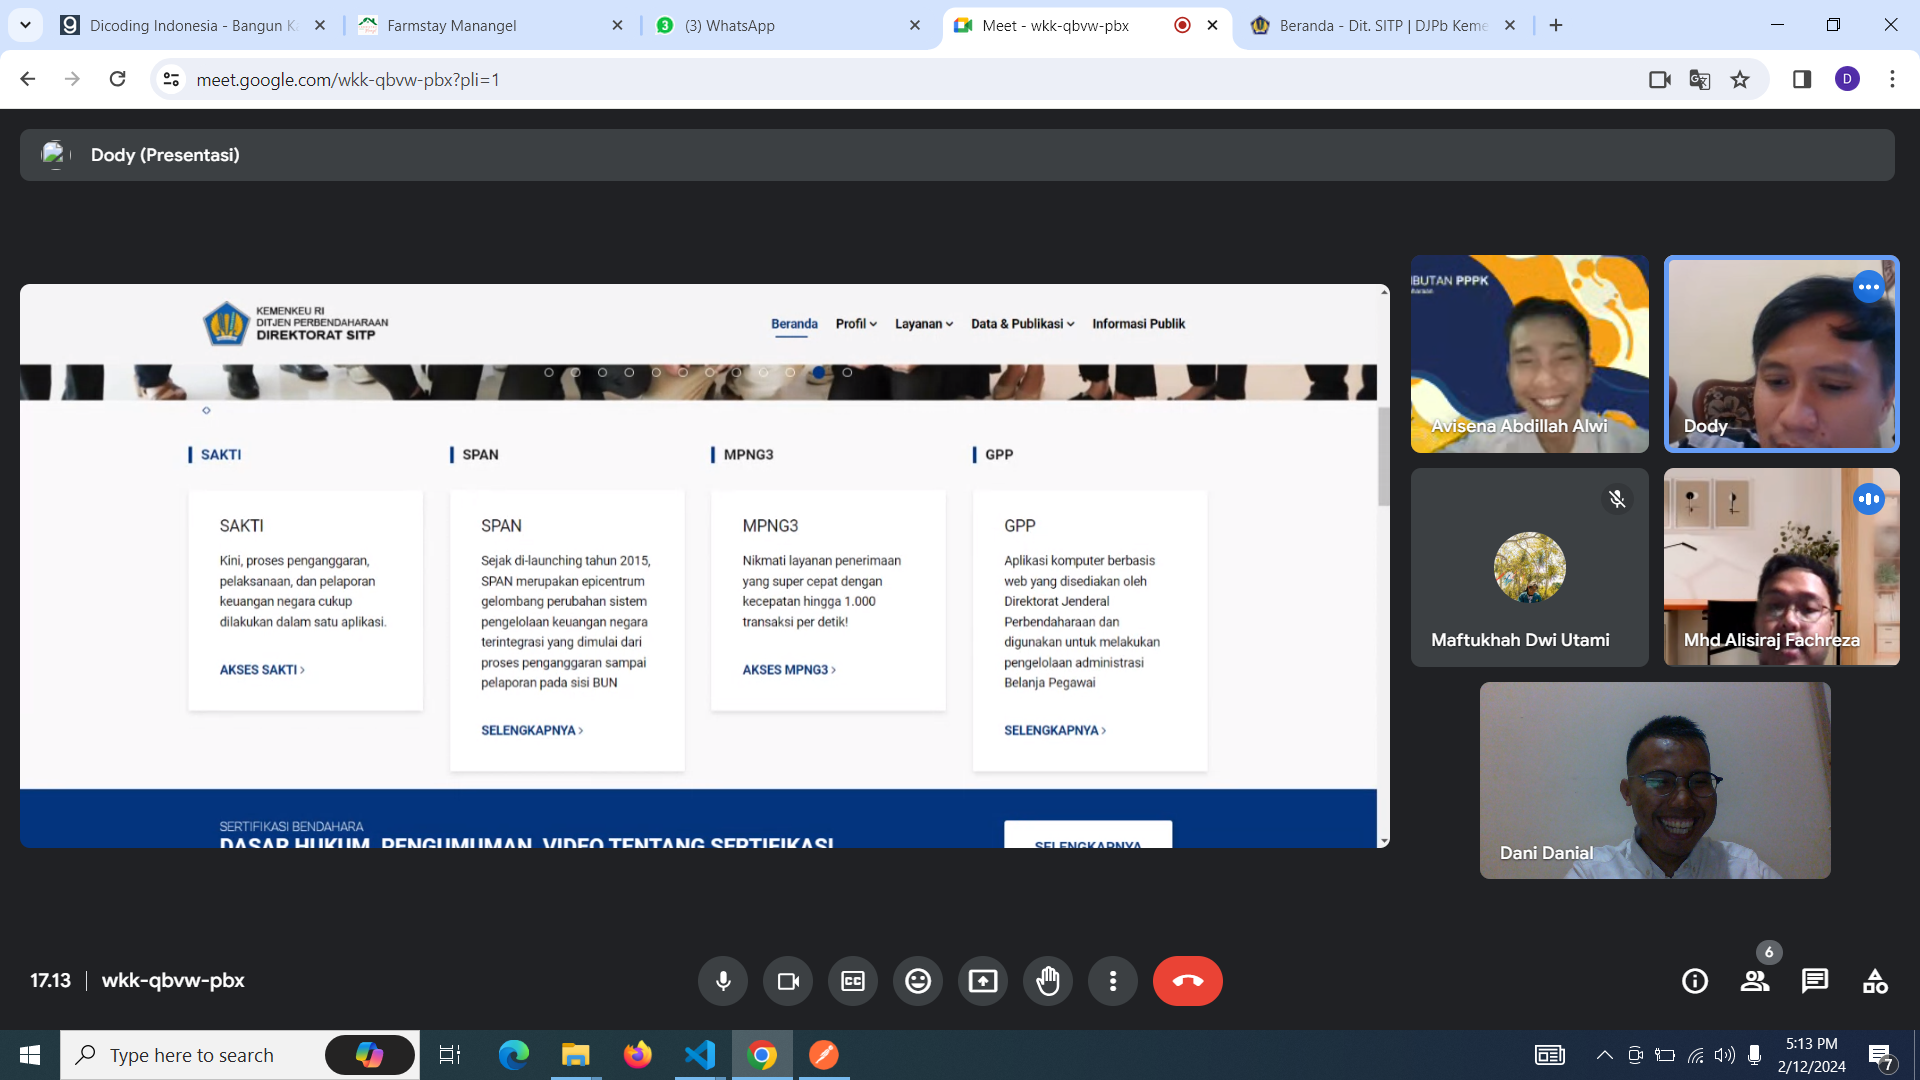 Dicoding Indonesia - Bangun Ka
Farmstay Manangel
(3) WhatsApp
Meet - wkk-qbvw-pbx
Beranda - Dit. SITP | DJPb Keme
meet.google.com/wkk-qbvw-pbx?pli=1
D
Dody (Presentasi)
KEMENKEU RI
DITJEN PERBENDAHARAAN
DIREKTORAT SITP
Beranda
Profil
Layanan
Data & Publikasi
Informasi Publik
SAKTI
SPAN
MPNG3
GPP
SAKTI
Kini, proses penganggaran,
pelaksanaan, dan pelaporan
keuangan negara cukup
dilakukan dalam satu aplikasi.
AKSES SAKTI
SPAN
Sejak di-launching tahun 2015,
SPAN merupakan epicentrum
gelombang perubahan sistem
pengelolaan keuangan negara
terintegrasi yang dimulai dari
proses penganggaran sampai
pelaporan pada sisi BUN
SELENGKAPNYA
MPNG3
Nikmati layanan penerimaan
yang super cepat dengan
kecepatan hingga 1.000
transaksi per detik!
AKSES MPNG3
GPP
Aplikasi komputer berbasis
web yang disediakan oleh
Direktorat Jenderal
Perbendaharaan dan
digunakan untuk melakukan
pengelolaan administrasi
Belanja Pegawai
SELENGKAPNYA
SERTIFIKASI BENDAHARA
DASAR HUKUM, PENGUMUMAN, VIDEO TENTANG SERTIFIKASI
SELENGKAPNYA
BUTAN PPPK
Avisena Abdillah Alwi
Dody
Maftukhah Dwi Utami
Mhd Alisiraj Fachreza
Dani Danial
17.13
wkk-qbvw-pbx
6
Type here to search
5:13 PM
2/12/2024
7